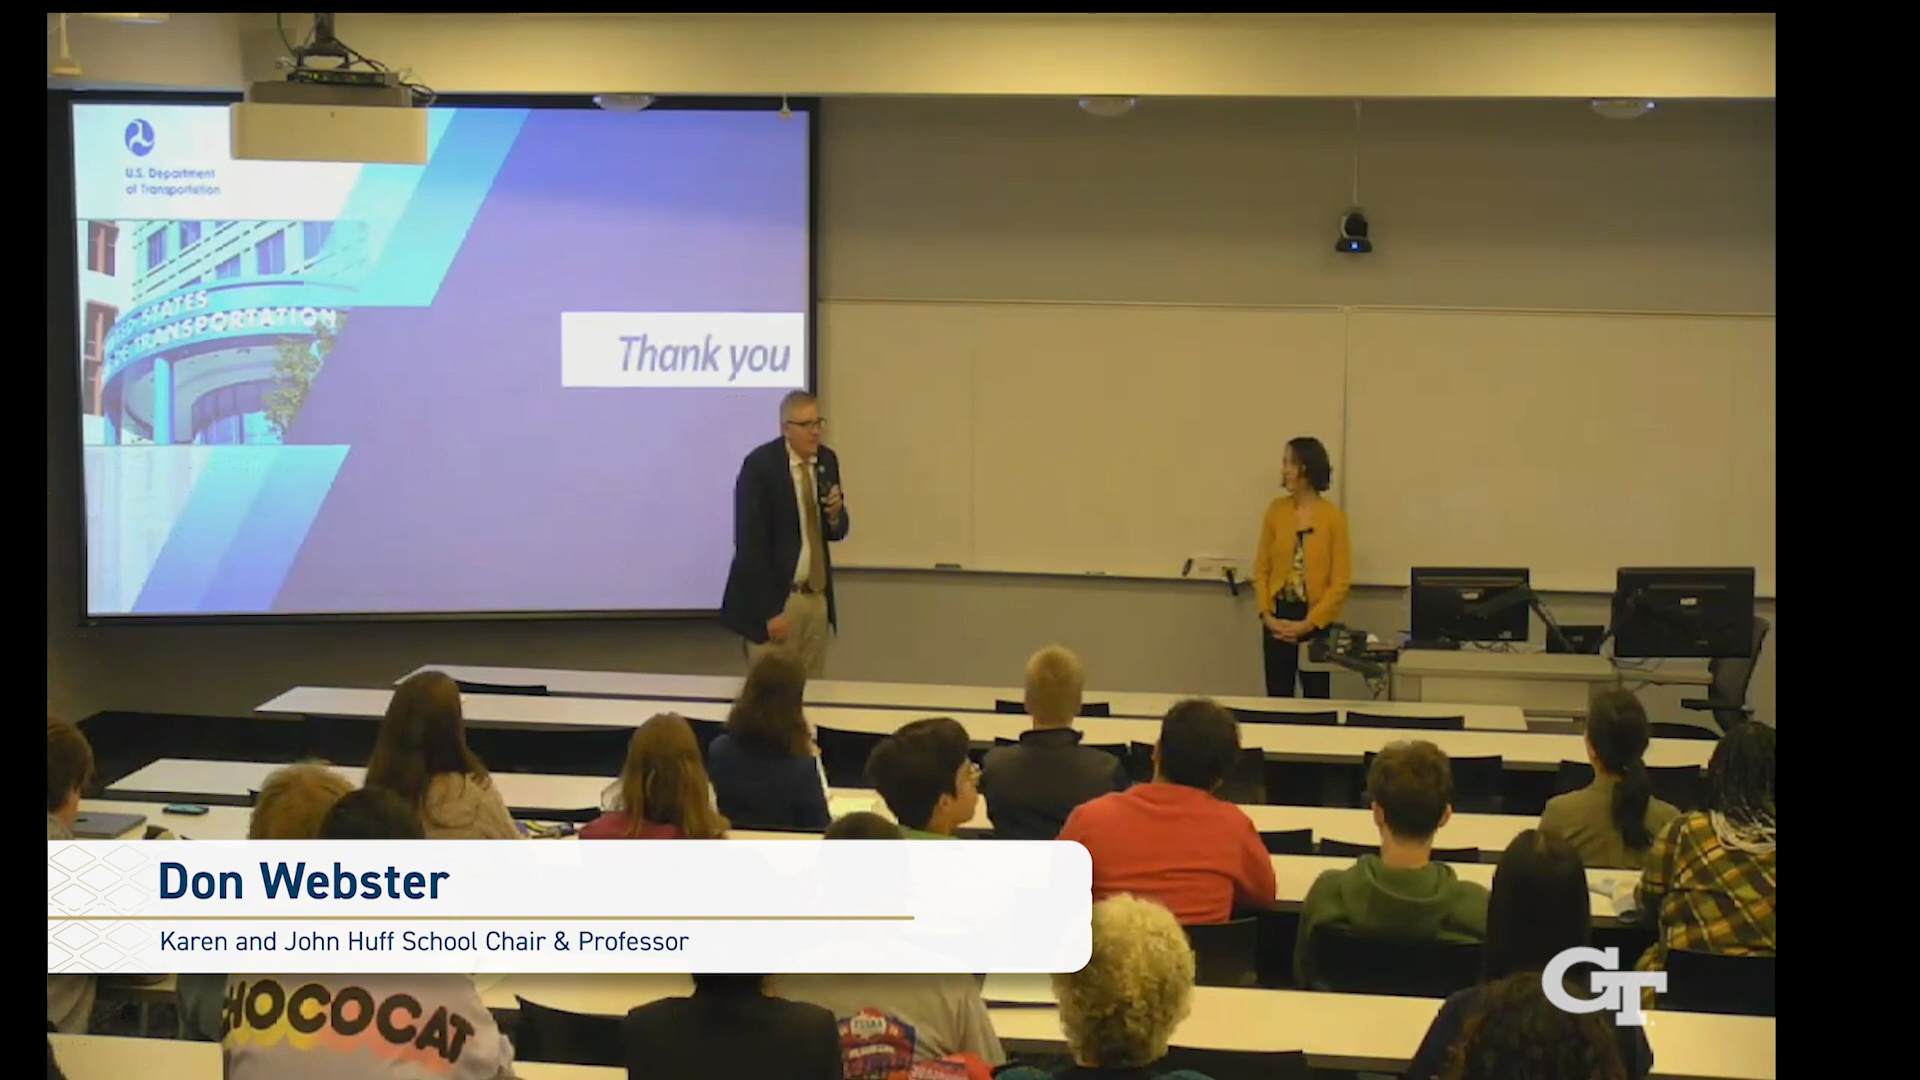 U.S. Department
of Transportation
STATES
TRANSPORTATION
Thank you
Don Webster
Karen and John Huff School Chair & Professor
HOCOCAT
GT